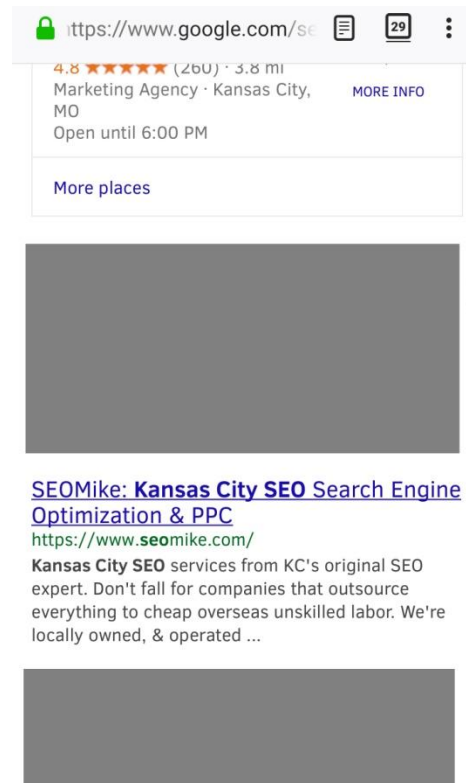 ttps://www.google.com/se 29
4.8 ★★★★★ (260) · 3.8 mi
Marketing Agency · Kansas City, MORE INFO
MO
Open until 6:00 PM
More places
SEOMike: Kansas City SEO Search Engine
Optimization & PPC
https://www.seomike.com/
Kansas City SEO services from KC's original SEO
expert. Don't fall for companies that outsource
everything to cheap overseas unskilled labor. We're
locally owned, & operated ...